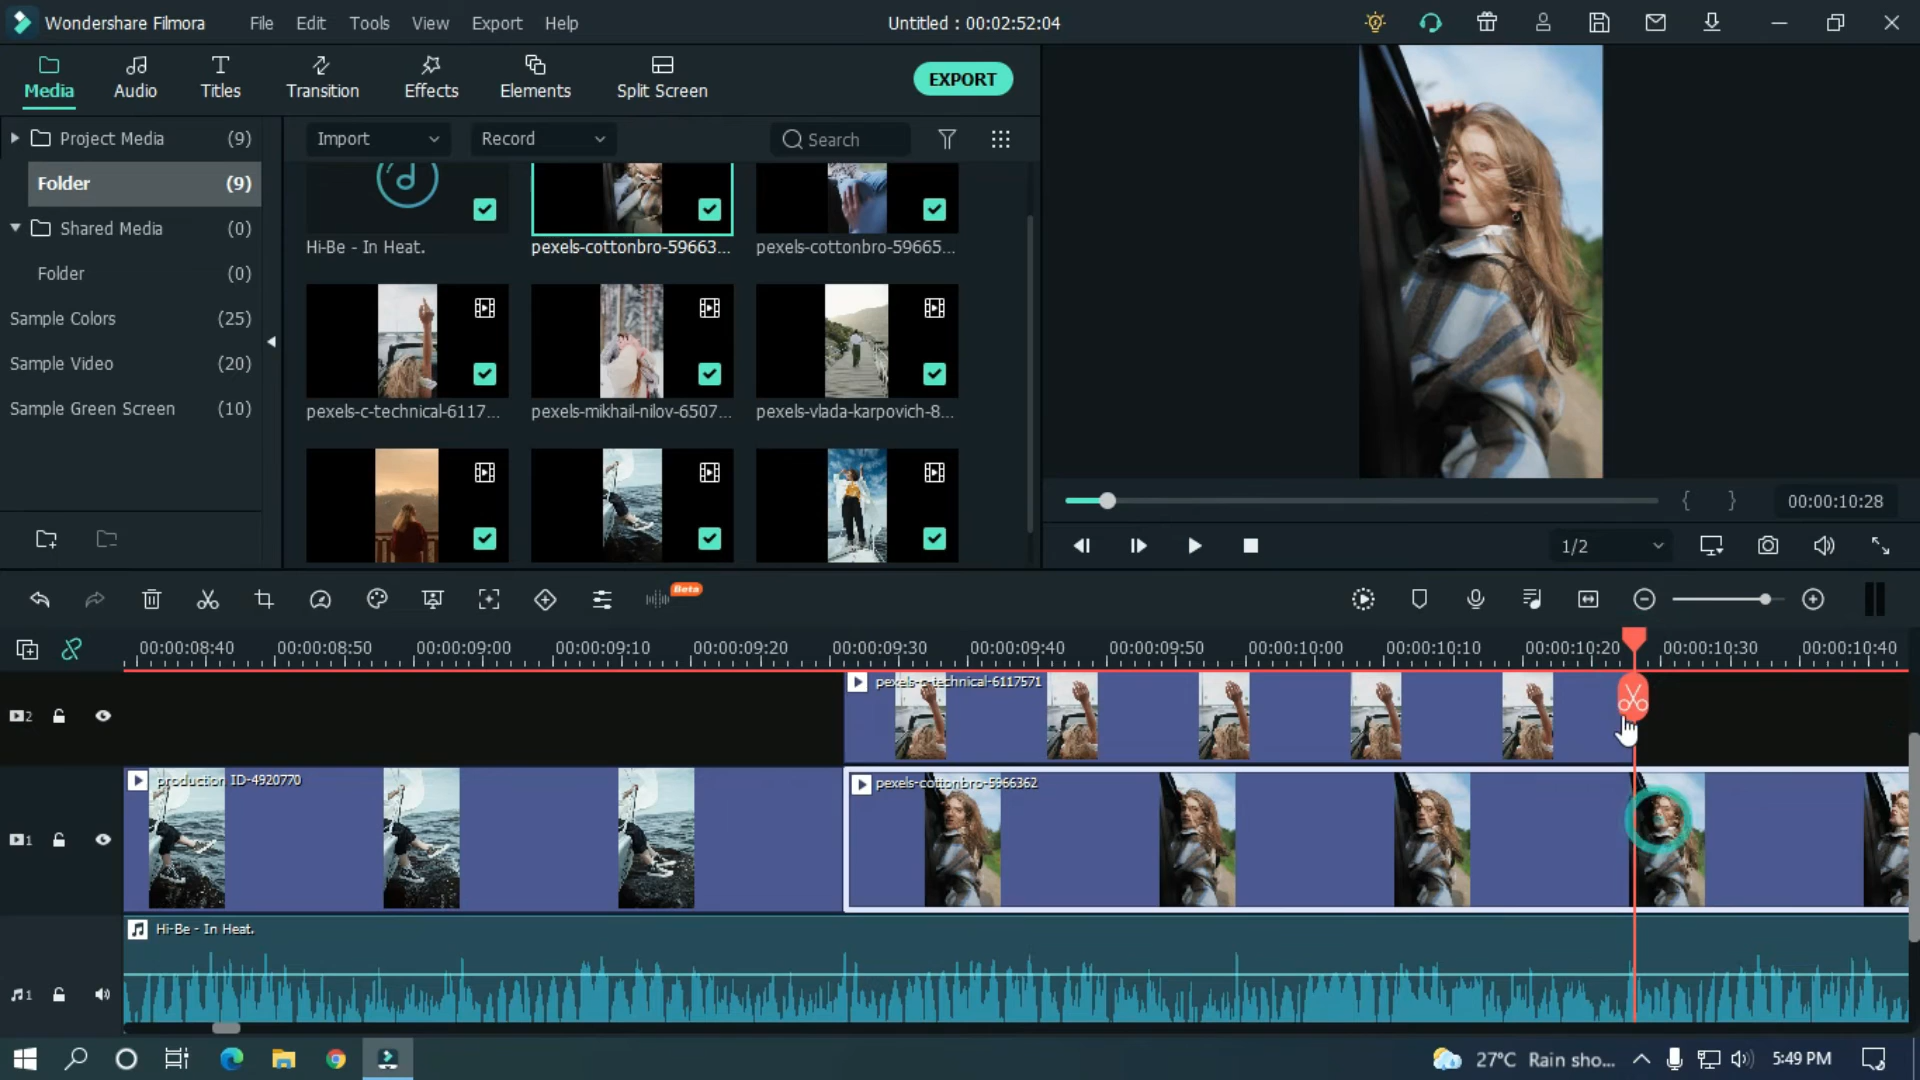 Wondershare Filmora File Edit Tools View Export Help Untitled : 00:02:52:04
Media Audio Titles Transition Effects Elements Split Screen EXPORT
Project Media (9)
Folder (9)
Shared Media (0)
Folder (0)
Sample Colors (25)
Sample Video (20)
Sample Green Screen (10)
Import Record Search
Hi-Be - In Heat. pexels-cottonbro-59663... pexels-cottonbro-59665...
pexels-c-technical-6117... pexels-mikhail-nilov-6507... pexels-vlada-karpovich-8...
{ } 00:00:10:28
1/2
Beta
00:00:08:40 00:00:08:50 00:00:09:00 00:00:09:10 00:00:09:20 00:00:09:30 00:00:09:40 00:00:09:50 00:00:10:00 00:00:10:10 00:00:10:20 00:00:10:30 00:00:10:40
2 pexels-c-technical-6117571
1 production ID-4920770 pexels-cottonbro-5966362
Hi-Be - In Heat.
1
27°C Rain sho... 5:49 PM